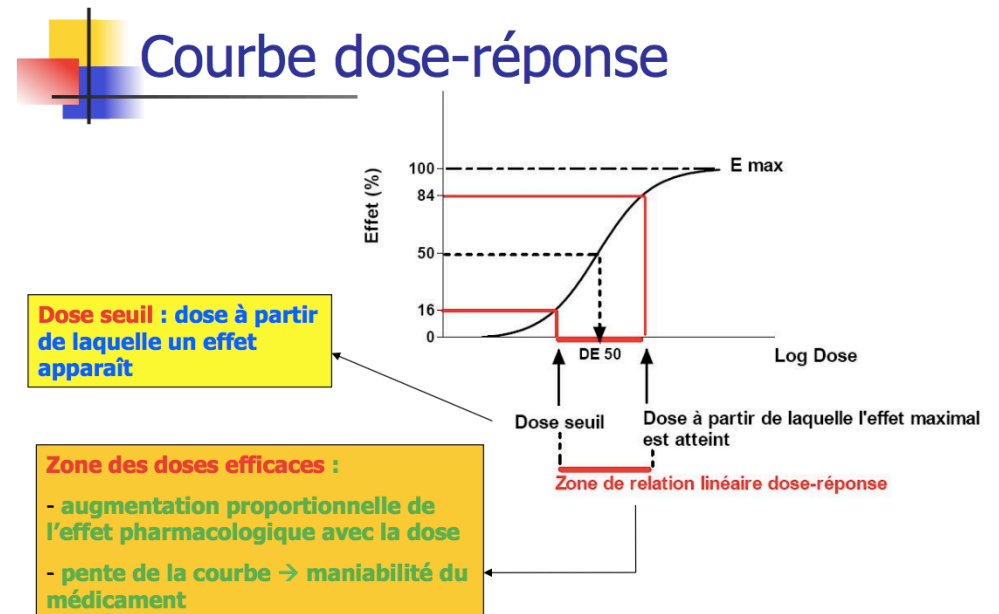 Courbe dose-réponse
Effet (%)
100
84
50
16
0
E max
DE 50
Log Dose
Dose seuil : dose à partir
de laquelle un effet
apparaît
Dose seuil
Dose à partir de laquelle l'effet maximal
est atteint
Zone de relation linéaire dose-réponse
Zone des doses efficaces :
- augmentation proportionnelle de
l'effet pharmacologique avec la dose
- pente de la courbe → maniabilité du
médicament